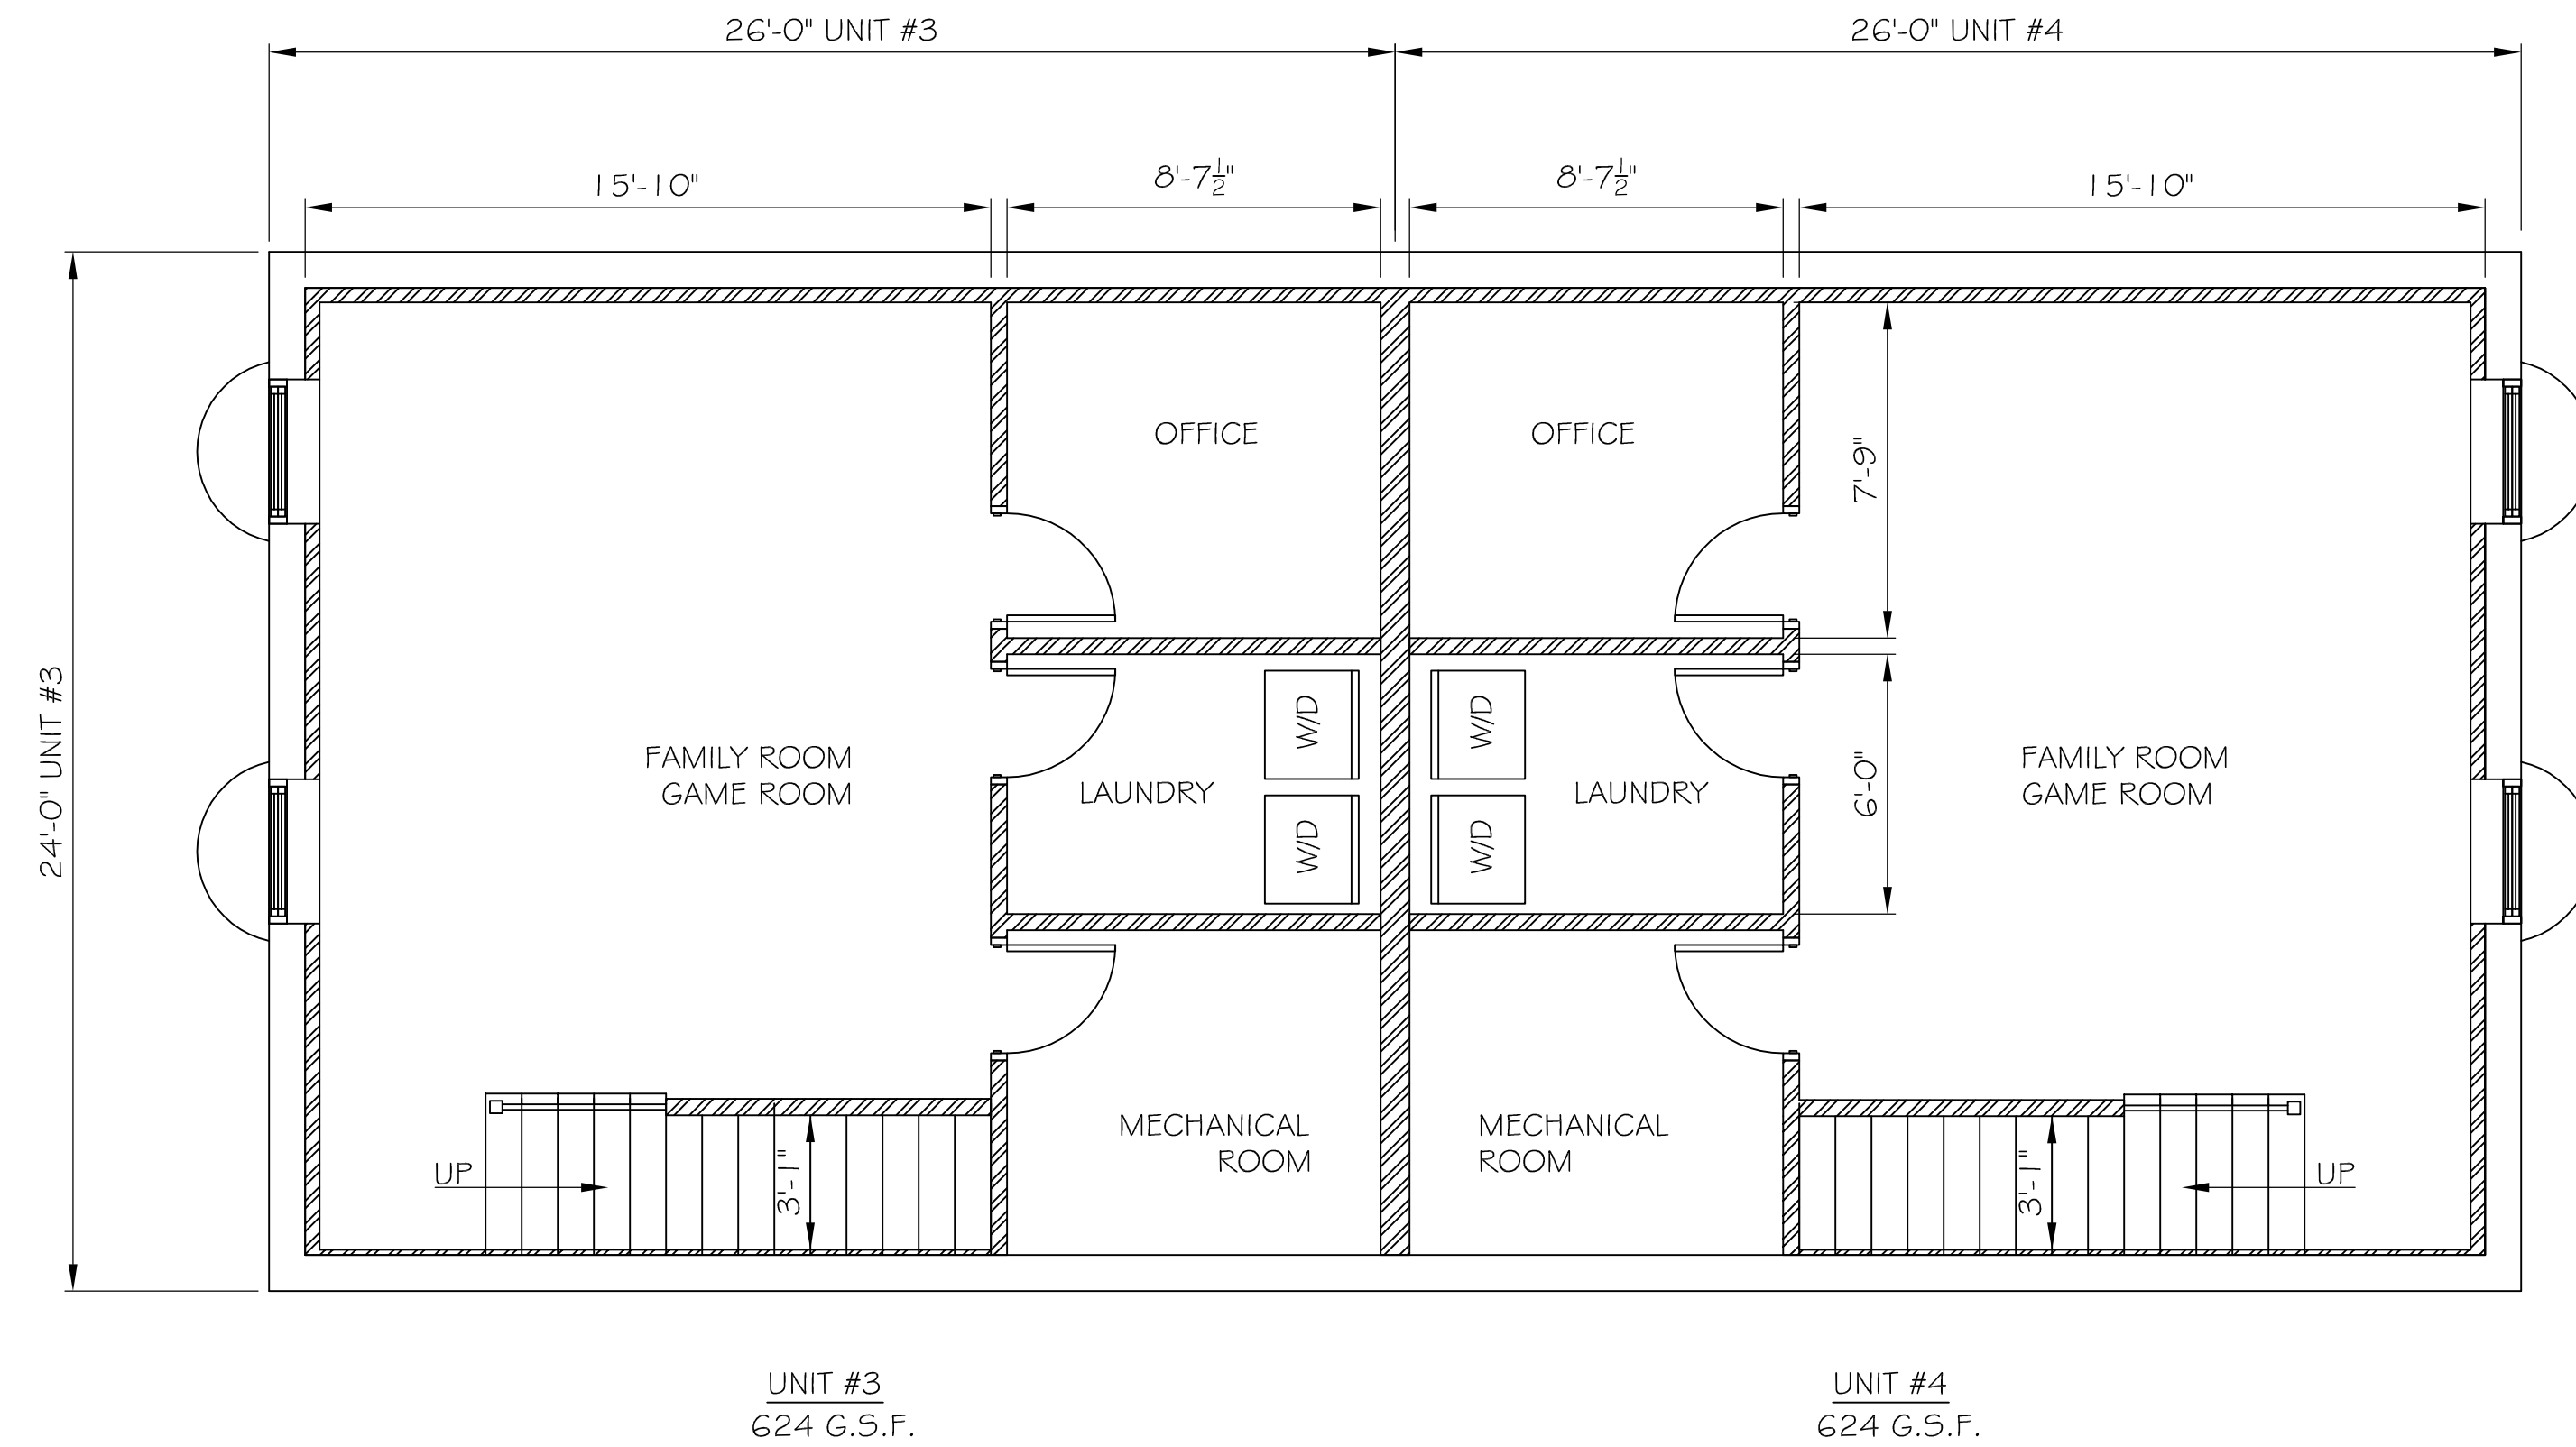 26'-0" UNIT #3
26'-0" UNIT #4
15'-10"
8'-7½"
8'-7½"
15'-10"
OFFICE
OFFICE
7'-9"
24'-0" UNIT #3
W/D
W/D
FAMILY ROOM
GAME ROOM
LAUNDRY
LAUNDRY
6'-0"
FAMILY ROOM
GAME ROOM
W/D
W/D
MECHANICAL
ROOM
MECHANICAL
ROOM
UP
3'-1"
3'-1"
UP
UNIT #3
624 G.S.F.
UNIT #4
624 G.S.F.